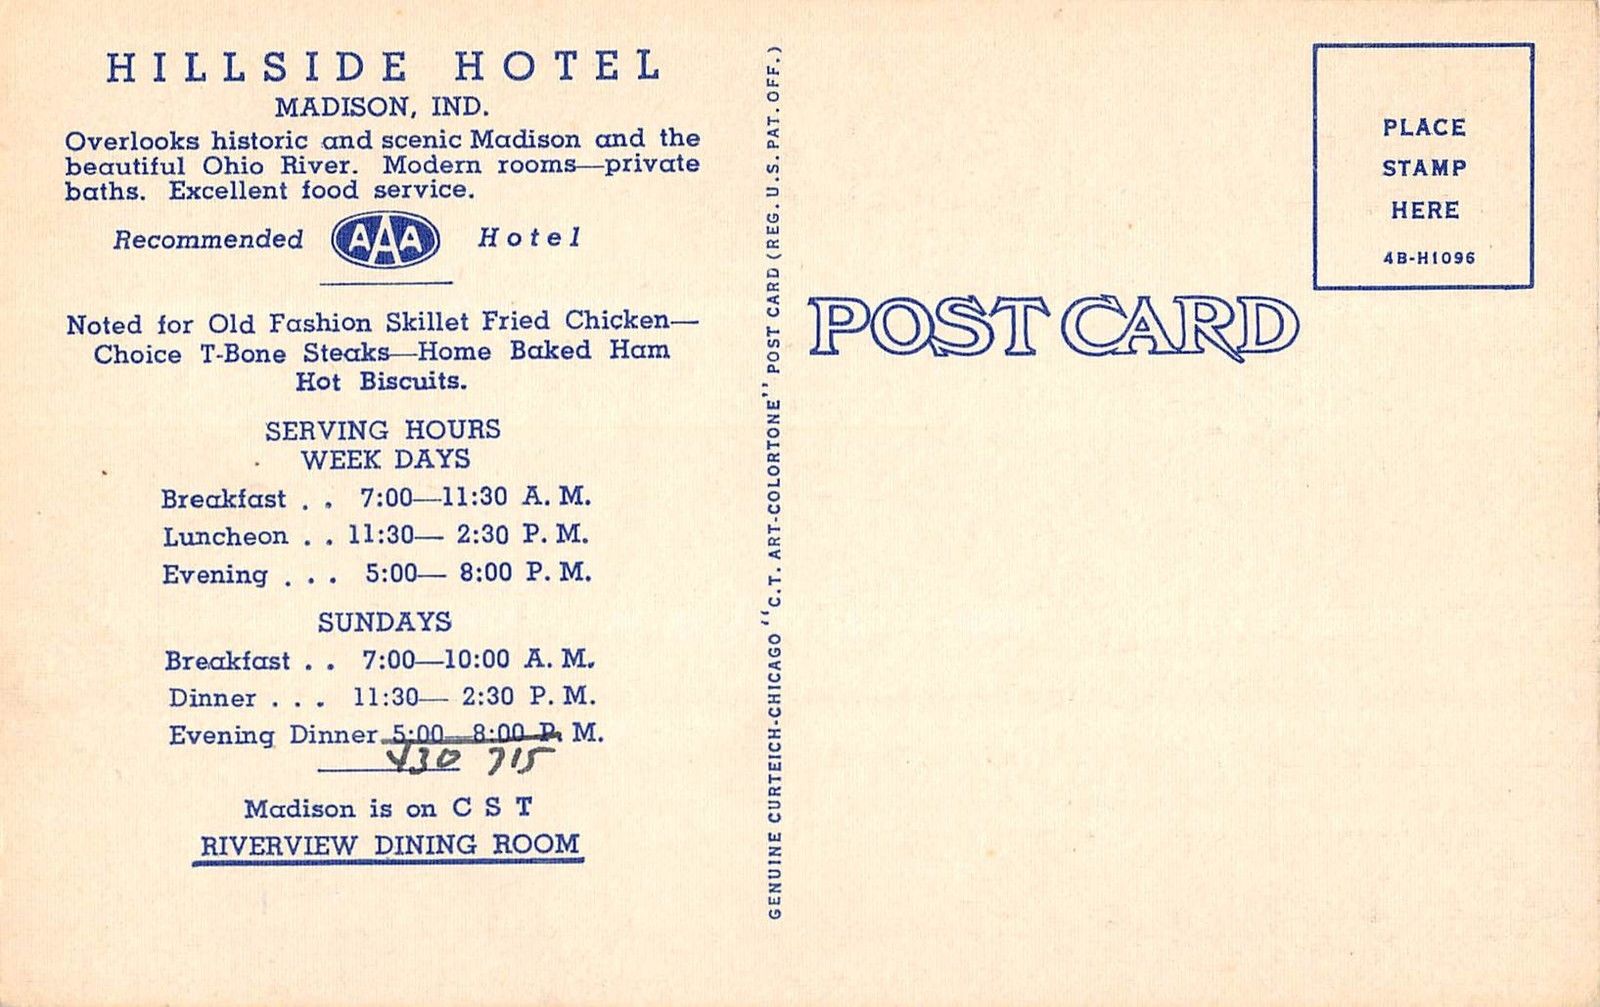 HILLSIDE HOTEL
MADISON, IND.
Overlooks historic and scenic Madison and the
beautiful Ohio River. Modern rooms—private
baths. Excellent food service.
Recommended AAA Hotel
Noted for Old Fashion Skillet Fried Chicken—
Choice T-Bone Steaks—Home Baked Ham
Hot Biscuits.
SERVING HOURS
WEEK DAYS
Breakfast . . 7:00—11:30 A. M.
Luncheon . . 11:30— 2:30 P. M.
Evening . . . 5:00— 8:00 P. M.
SUNDAYS
Breakfast . . 7:00—10:00 A. M.
Dinner . . . 11:30— 2:30 P. M.
Evening Dinner 5:00—8:00 P. M.
430 715
Madison is on C S T
RIVERVIEW DINING ROOM
GENUINE CURTEICH-CHICAGO "C.T. ART-COLORTONE" POST CARD (REG. U.S. PAT. OFF.)
POST CARD
PLACE
STAMP
HERE
4B-H1096